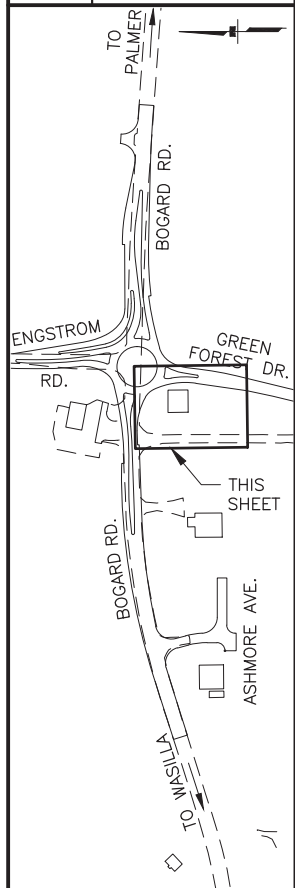 TO
PALMER
BOGARD RD.
ENGSTROM
RD.
GREEN
FOREST DR.
THIS
SHEET
BOGARD RD.
ASHMORE AVE.
TO WASILLA